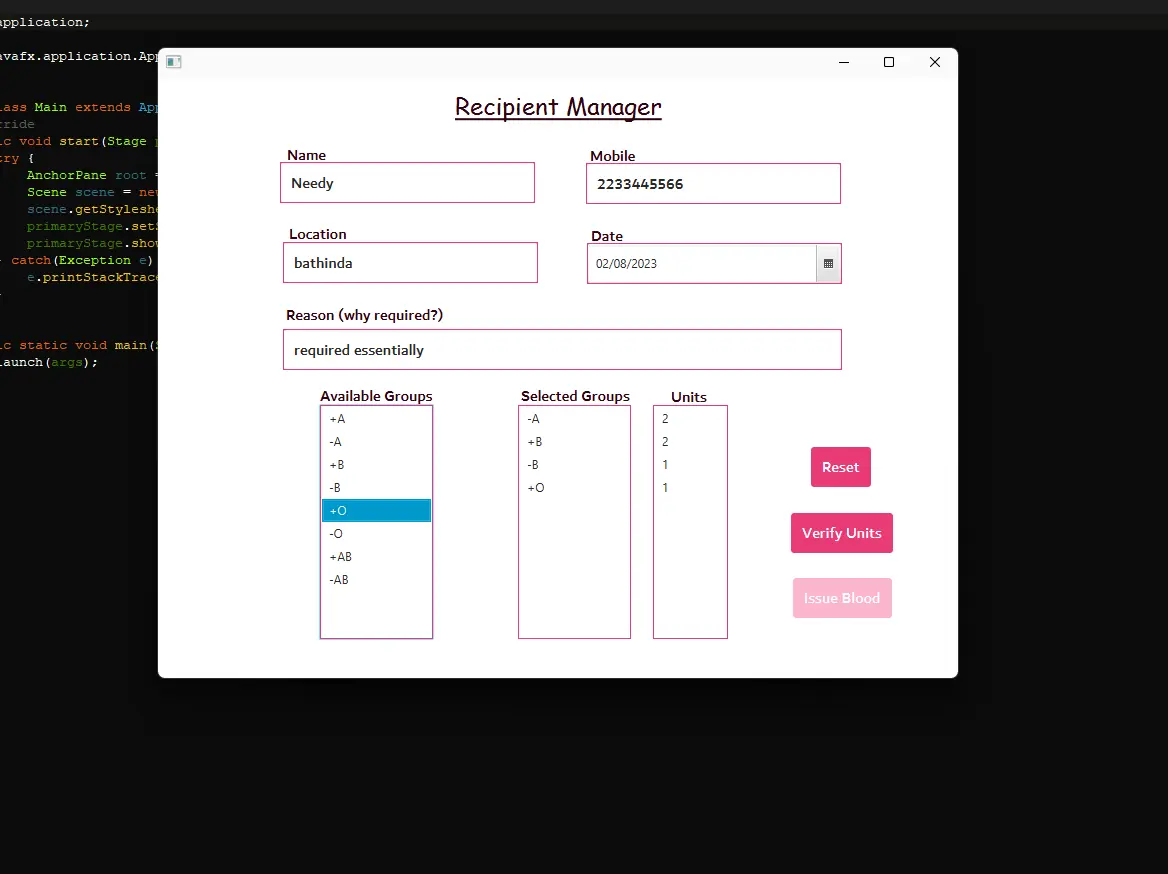 application;
avafx.application.App
lass Main extends App
rride
ic void start(Stage p
try {
AnchorPane root =
Scene scene = new
scene.getStyleshe
primaryStage.setS
primaryStage.show
catch(Exception e)
e.printStackTrace
ic static void main(S
launch(args);
Recipient Manager
Name
Mobile
Needy
2233445566
Location
Date
bathinda
02/08/2023
Reason (why required?)
required essentially
Available Groups
Selected Groups
Units
+A
-A
+B
-B
+O
-O
+AB
-AB
-A
+B
-B
+O
2
2
1
1
Reset
Verify Units
Issue Blood